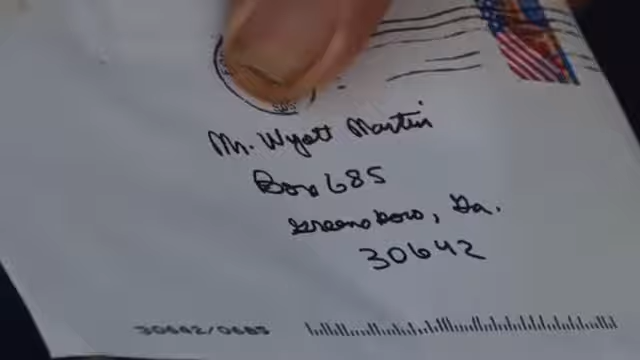 Mr. Wyatt Martin
Box 685
Greensboro, Ga.
30642
30642/0685